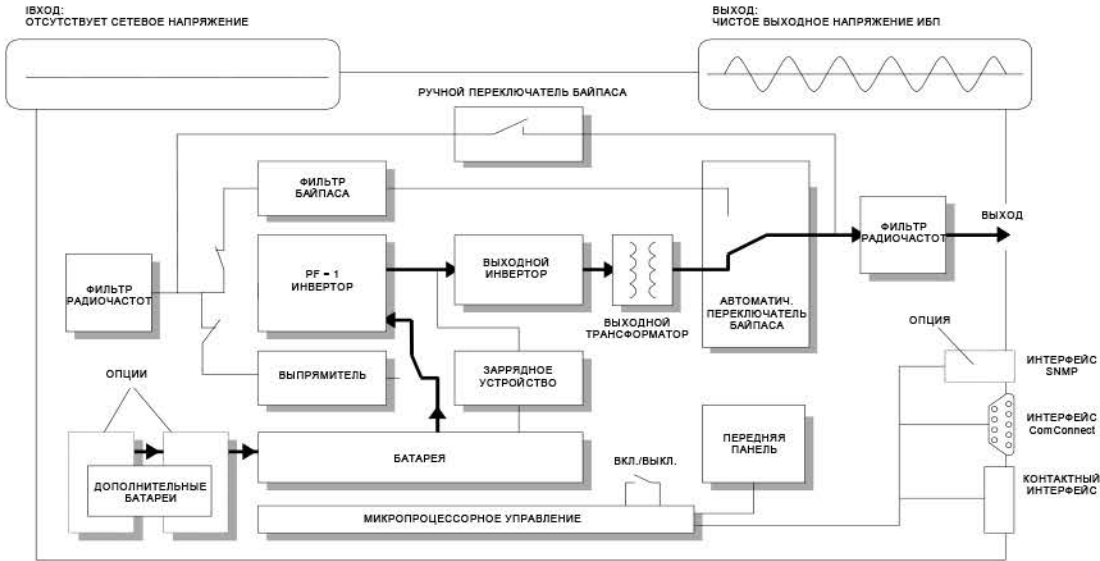 IВХОД:
ОТСУТСТВУЕТ СЕТЕВОЕ НАПРЯЖЕНИЕ
ВЫХОД:
ЧИСТОЕ ВЫХОДНОЕ НАПРЯЖЕНИЕ ИБП
РУЧНОЙ ПЕРЕКЛЮЧАТЕЛЬ БАЙПАСА
ФИЛЬТР
БАЙПАСА
ФИЛЬТР
РАДИОЧАСТОТ
ВЫХОД
PF = 1
ИНВЕРТОР
ВЫХОДНОЙ
ИНВЕРТОР
ФИЛЬТР
РАДИОЧАСТОТ
ВЫХОДНОЙ
ТРАНСФОРМАТОР
АВТОМАТИЧ.
ПЕРЕКЛЮЧАТЕЛЬ
БАЙПАСА
ОПЦИЯ
ОПЦИИ
ВЫПРЯМИТЕЛЬ
ЗАРРЯДНОЕ
УСТРОЙСТВО
ИНТЕРФЕЙС
SNMP
ИНТЕРФЕЙС
ComConnect
ПЕРЕДНЯЯ
ПАНЕЛЬ
БАТАРЕЯ
ВКЛ./ВЫКЛ.
ДОПОЛНИТЕЛЬНЫЕ
БАТАРЕИ
КОНТАКТНЫЙ
ИНТЕРФЕЙС
МИКРОПРОЦЕССОРНОЕ УПРАВЛЕНИЕ